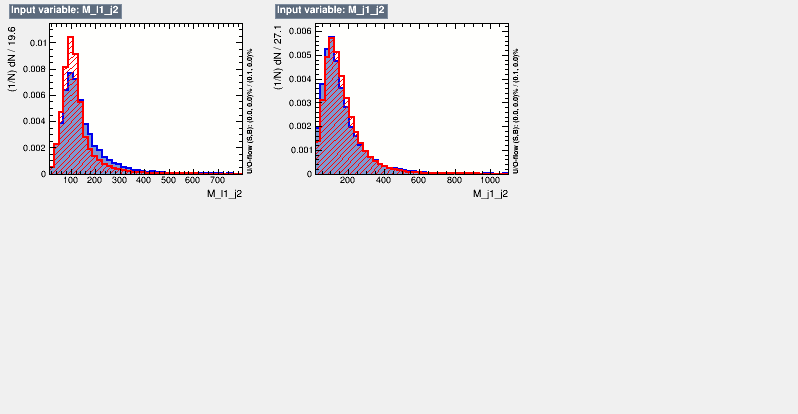 Input variable: M_l1_j2
(1/N) dN / 19.6
0.01
0.008
0.006
0.004
0.002
0
100 200 300 400 500 600 700
M_l1_j2
U/O-flow (S,B): (0.0, 0.0)% / (0.1, 0.0)%
Input variable: M_j1_j2
(1/N) dN / 27.1
0.006
0.005
0.004
0.003
0.002
0.001
0
200 400 600 800 1000
M_j1_j2
U/O-flow (S,B): (0.0, 0.0)% / (0.1, 0.0)%